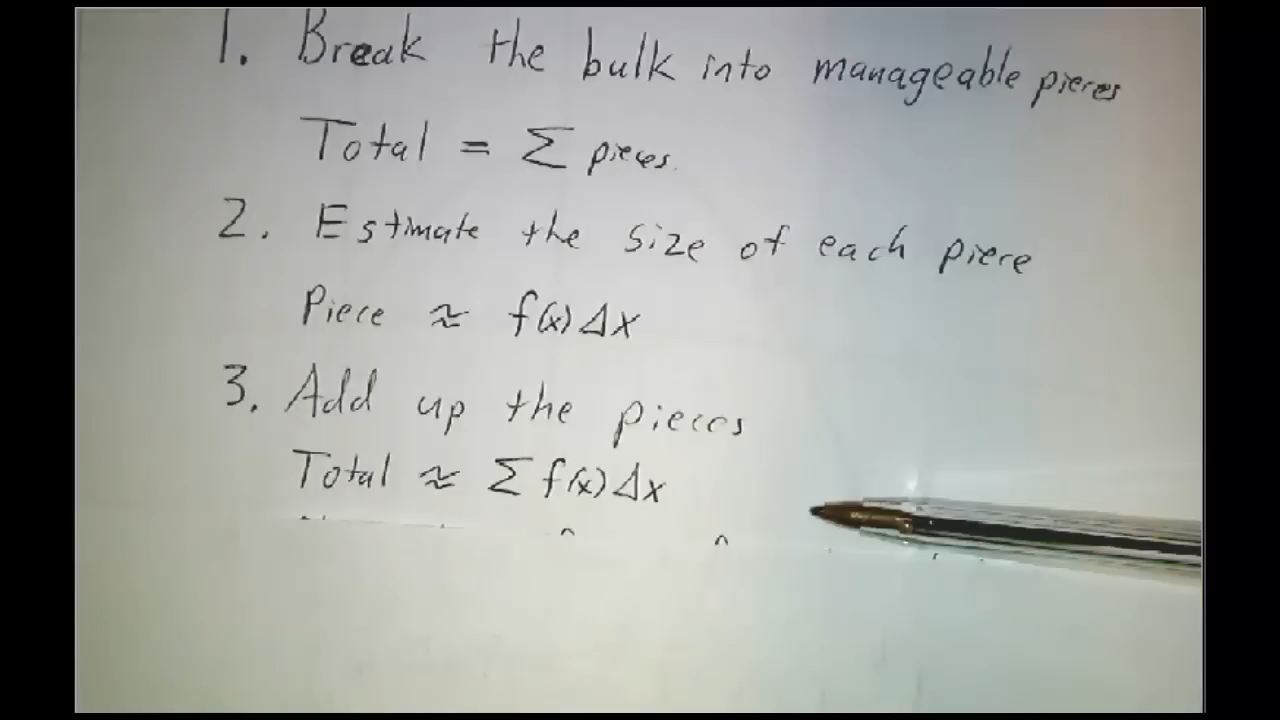 1. Break the bulk into manageable pieces
Total = Σ pieces.
2. Estimate the size of each piece
Piece ≈ f(x) Δx
3. Add up the pieces
Total ≈ Σ f(x) Δx